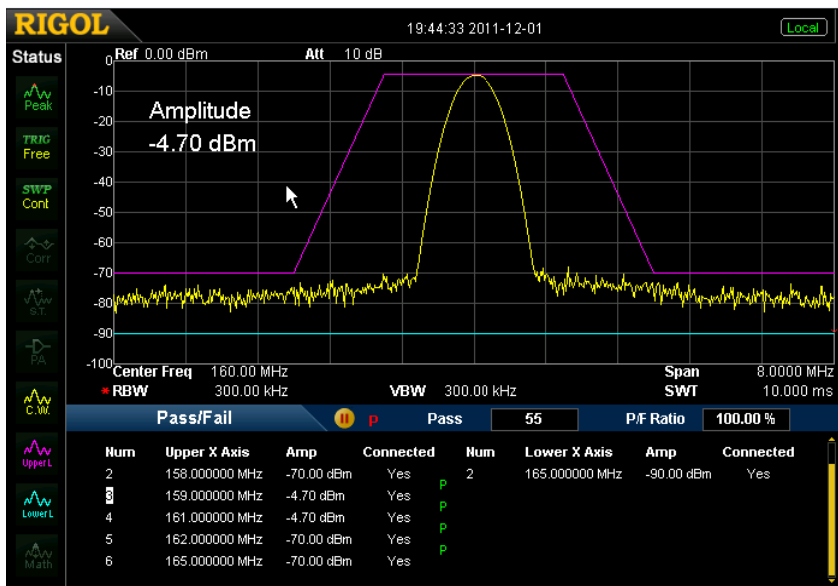 RIGOL 19:44:33 2011-12-01 Local
Status
Ref 0.00 dBm Att 10 dB
0
-10
-20
-30
-40
-50
-60
-70
-80
-90
-100
Amplitude
-4.70 dBm
Peak
TRIG
Free
SWP
Cont
Corr
S.T.
PA
C.W.
Upper L
Lower L
Math
Center Freq 160.00 MHz Span 8.0000 MHz
*RBW 300.00 kHz VBW 300.00 kHz SWT 10.000 ms
Pass/Fail P Pass 55 P/F Ratio 100.00 %
Num Upper X Axis Amp Connected Num Lower X Axis Amp Connected
2 158.000000 MHz -70.00 dBm Yes P 2 165.000000 MHz -90.00 dBm Yes
3 159.000000 MHz -4.70 dBm Yes P
4 161.000000 MHz -4.70 dBm Yes P
5 162.000000 MHz -70.00 dBm Yes P
6 165.000000 MHz -70.00 dBm Yes